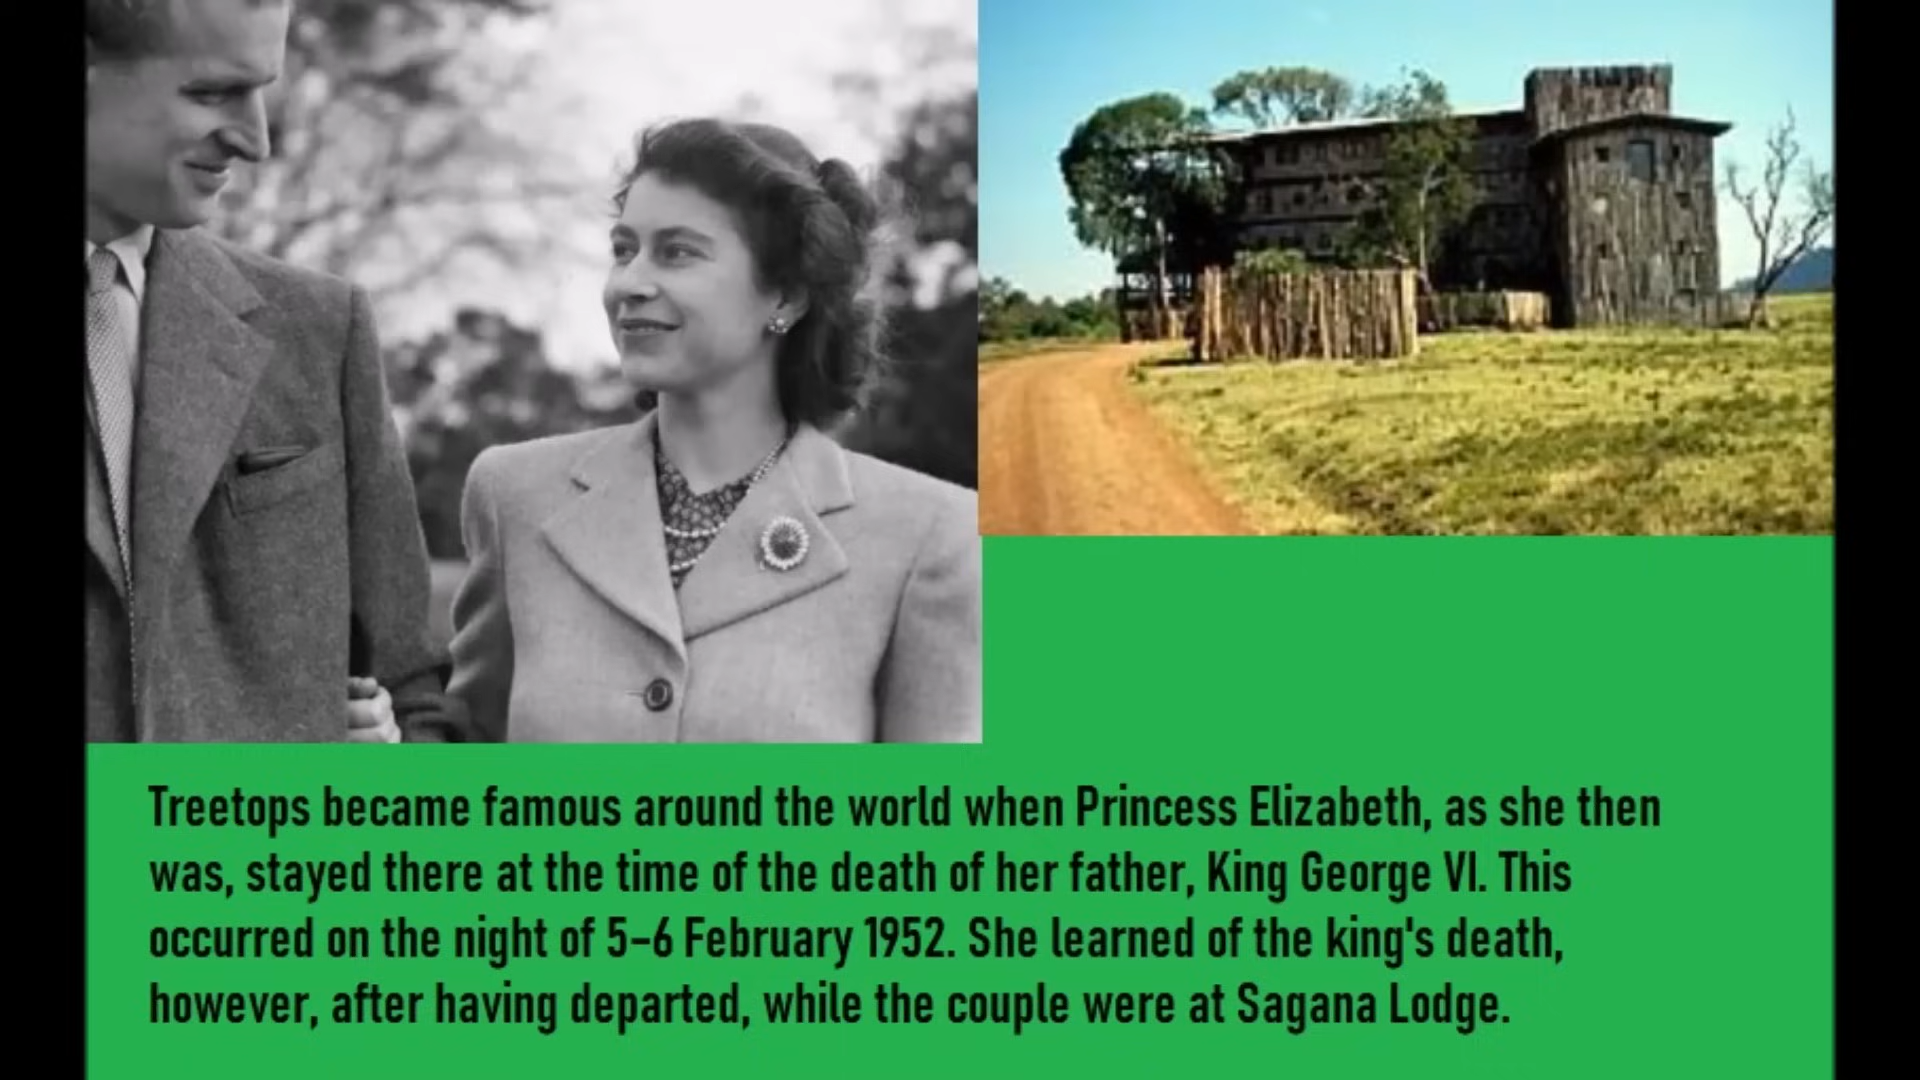 Treetops became famous around the world when Princess Elizabeth, as she then
was, stayed there at the time of the death of her father, King George VI. This
occurred on the night of 5-6 February 1952. She learned of the king's death,
however, after having departed, while the couple were at Sagana Lodge.